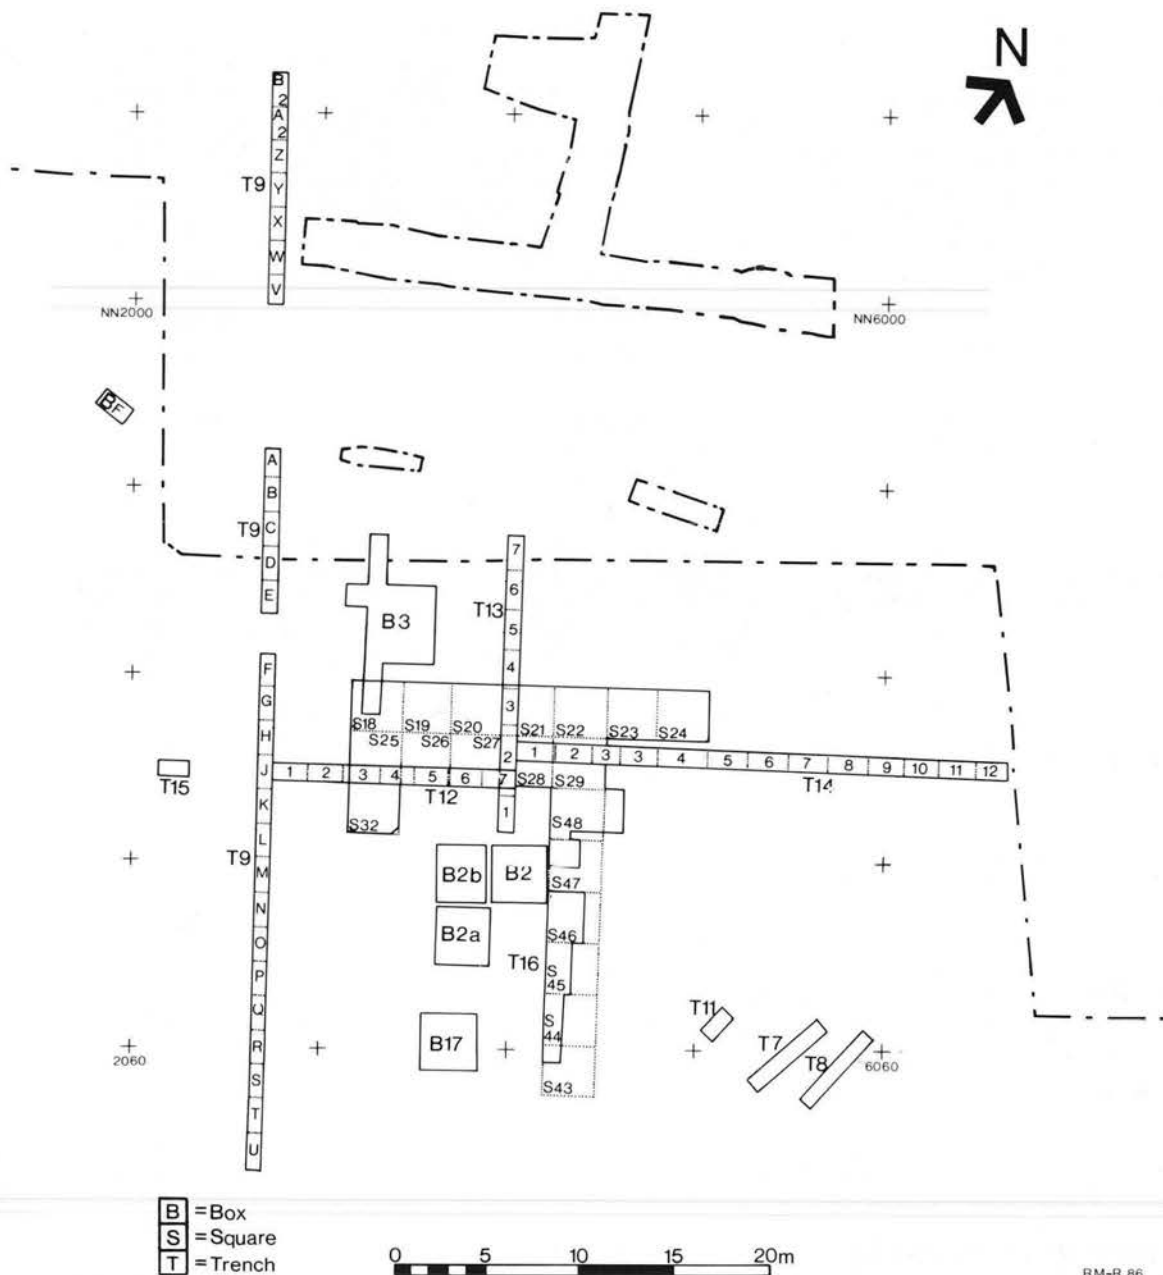 N
B
2
A
2
Z
T9
Y
X
W
V
NN2000
NN6000
BF
A
B
T9
C
D
E
7
6
T13
5
4
3
2
1
B3
F
G
H
J
K
L
T9
M
N
O
P
Q
R
S
T
U
S18
S19
S20
S21
S22
S23
S24
S25
S26
S27
S28
S29
1 2 3 3 4 5 6 7 8 9 10 11 12
T14
T15
1 2 3 4 5 6 7
T12
S32
S48
B2b
B2
S47
B2a
S46
T16
S
45
S
44
S43
B17
T11
T7
T8
2060
6060
B = Box
S = Square
T = Trench
0 5 10 15 20m
RM-R 86